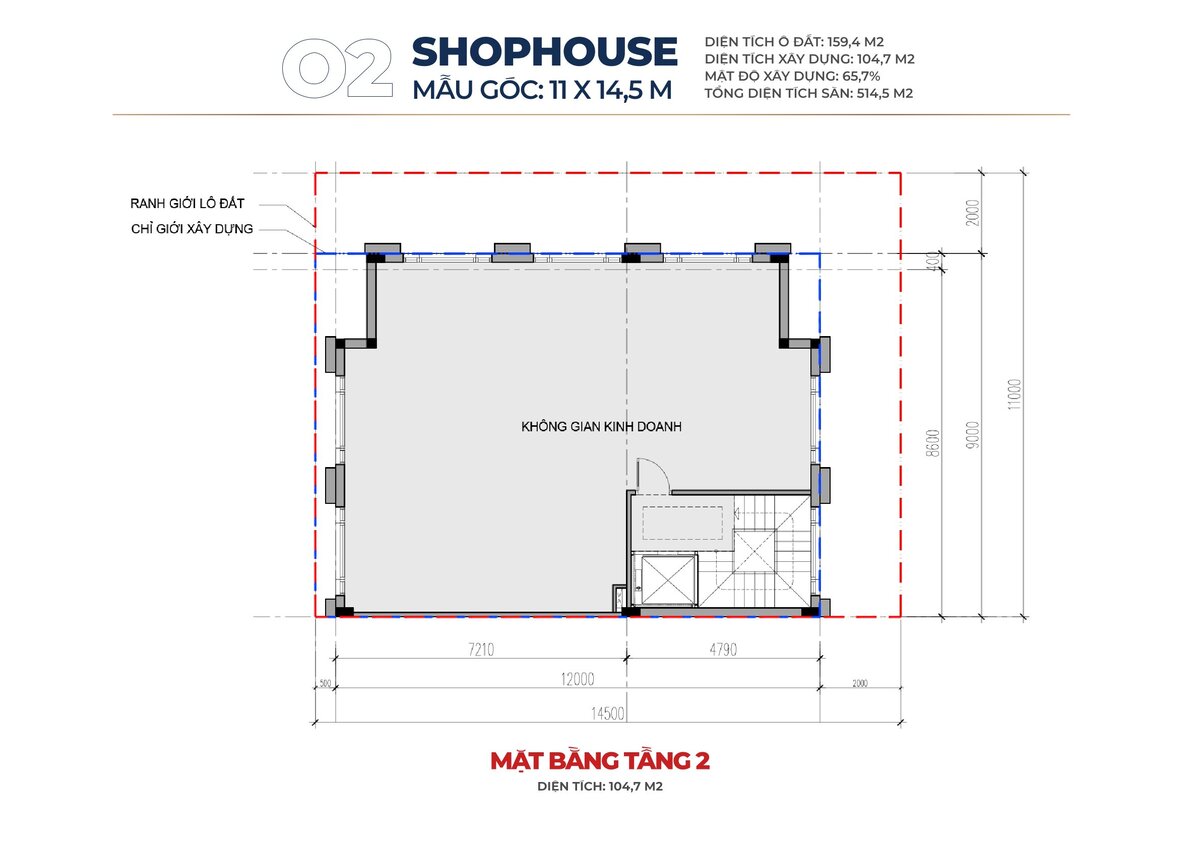 02
SHOPHOUSE
MẪU GÓC: 11 X 14,5 M
DIỆN TÍCH Ô ĐẤT: 159,4 M2
DIỆN TÍCH XÂY DỰNG: 104,7 M2
MẬT ĐỘ XÂY DỰNG: 65,7%
TỔNG DIỆN TÍCH SÀN: 514,5 M2
RANH GIỚI LÔ ĐẤT
CHỈ GIỚI XÂY DỰNG
2000
400
11000
8600
9000
KHÔNG GIAN KINH DOANH
7210
4790
500
12000
2000
14500
MẶT BẰNG TẦNG 2
DIỆN TÍCH: 104,7 M2